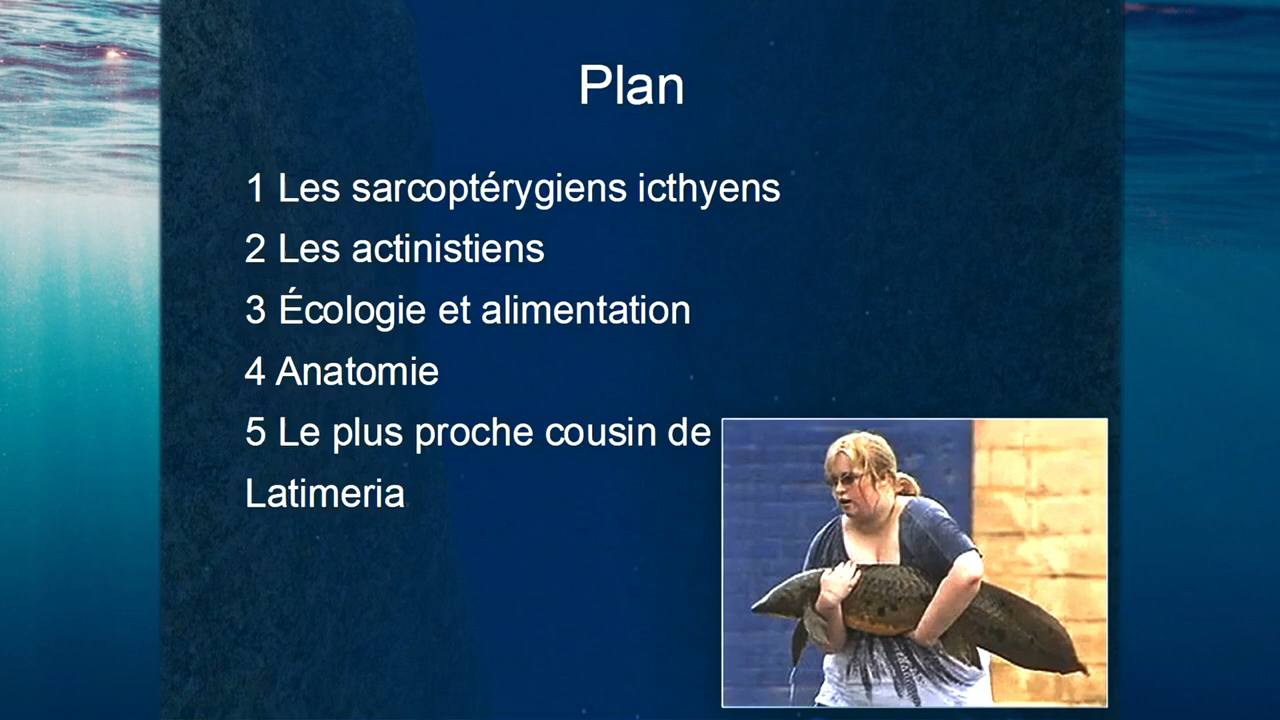 Plan
1 Les sarcoptérygiens icthyens
2 Les actinistiens
3 Écologie et alimentation
4 Anatomie
5 Le plus proche cousin de
Latimeria